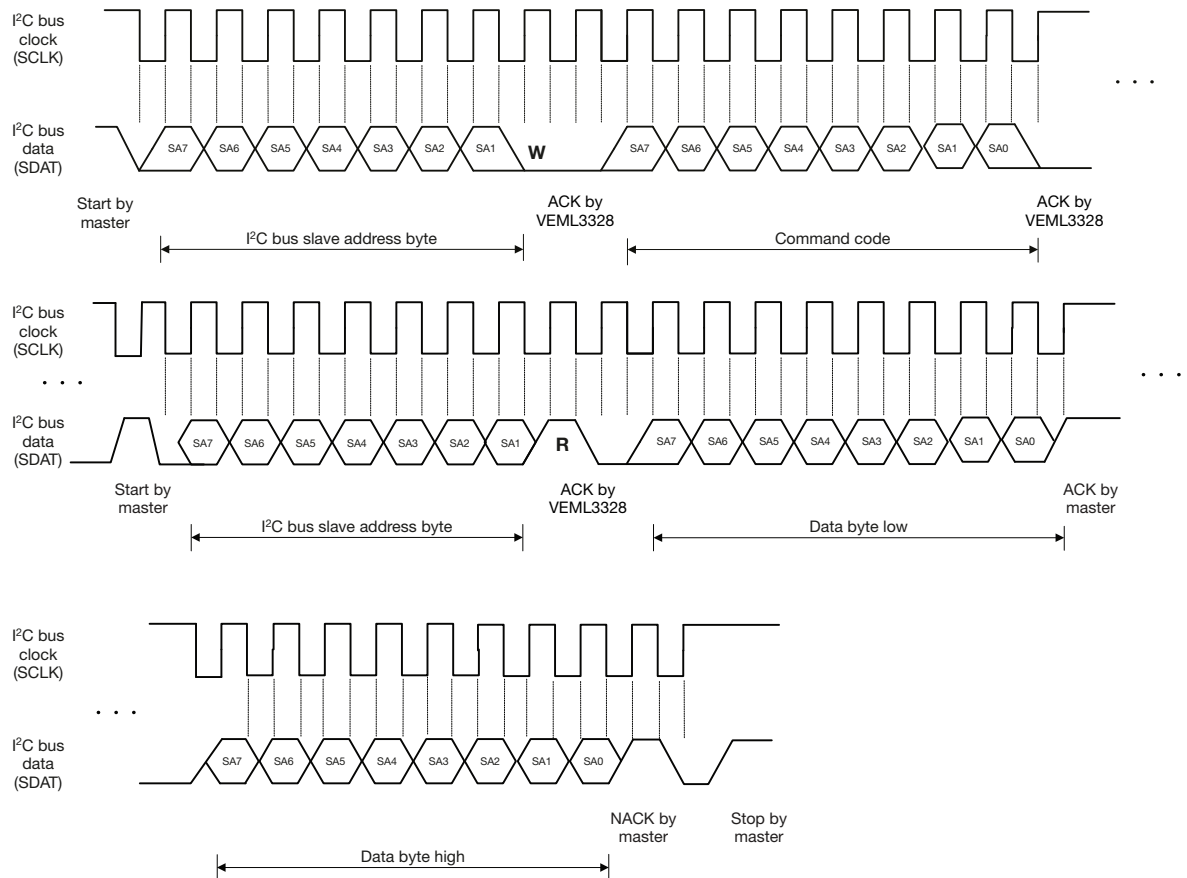 I²C bus
clock
(SCLK)
. . .
I²C bus
data
(SDAT)
SA7 SA6 SA5 SA4 SA3 SA2 SA1 W SA7 SA6 SA5 SA4 SA3 SA2 SA1 SA0
Start by
master
ACK by
VEML3328
ACK by
VEML3328
I²C bus slave address byte
Command code
I²C bus
clock
(SCLK)
. . .
. . .
I²C bus
data
(SDAT)
SA7 SA6 SA5 SA4 SA3 SA2 SA1 R SA7 SA6 SA5 SA4 SA3 SA2 SA1 SA0
Start by
master
ACK by
VEML3328
ACK by
master
I²C bus slave address byte
Data byte low
I²C bus
clock
(SCLK)
. . .
I²C bus
data
(SDAT)
SA7 SA6 SA5 SA4 SA3 SA2 SA1 SA0
NACK by
master
Stop by
master
Data byte high